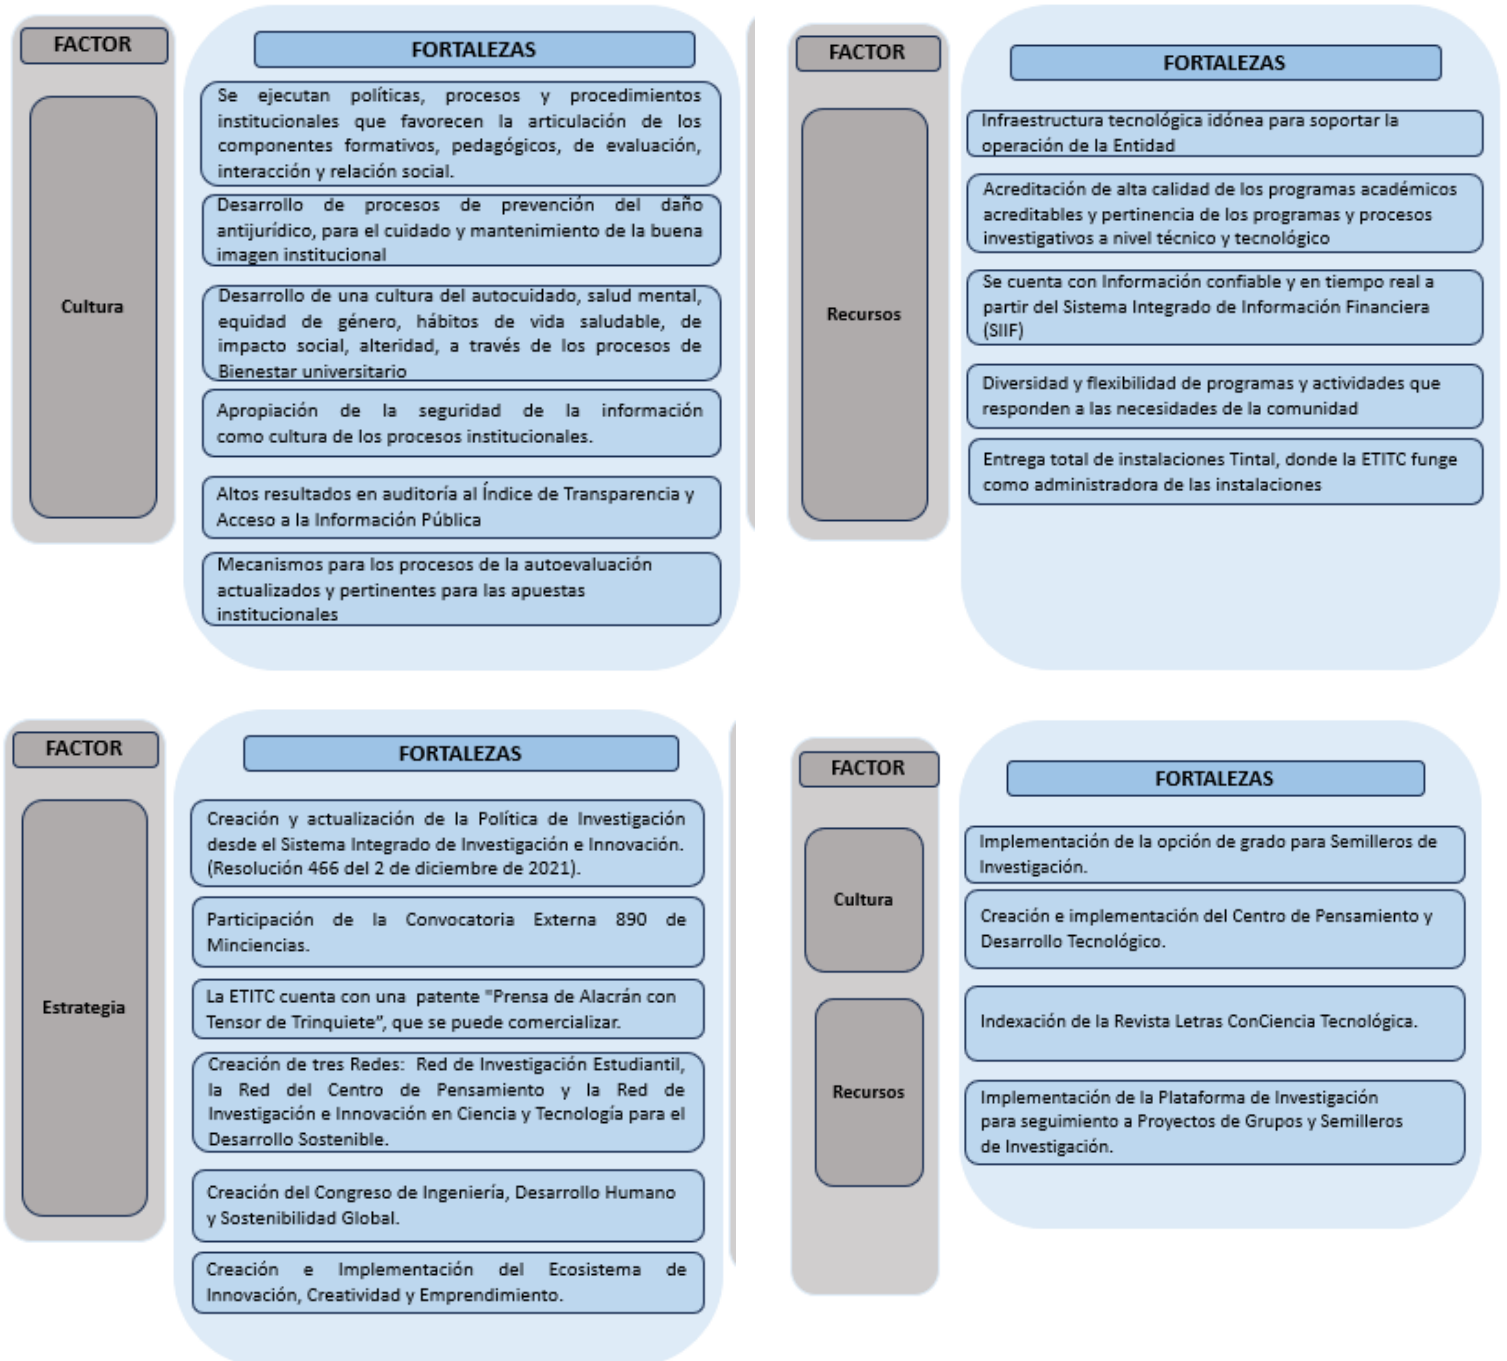 FACTOR
FORTALEZAS
Cultura
Se ejecutan políticas, procesos y procedimientos
institucionales que favorecen la articulación de los
componentes formativos, pedagógicos, de evaluación,
interacción y relación social.
Desarrollo de procesos de prevención del daño
antijurídico, para el cuidado y mantenimiento de la buena
imagen institucional
Desarrollo de una cultura del autocuidado, salud mental,
equidad de género, hábitos de vida saludable, de
impacto social, alteridad, a través de los procesos de
Bienestar universitario
Apropiación de la seguridad de la información
como cultura de los procesos institucionales.
Altos resultados en auditoría al Índice de Transparencia y
Acceso a la Información Pública
Mecanismos para los procesos de la autoevaluación
actualizados y pertinentes para las apuestas
institucionales
FACTOR
FORTALEZAS
Recursos
Infraestructura tecnológica idónea para soportar la
operación de la Entidad
Acreditación de alta calidad de los programas académicos
acreditables y pertinencia de los programas y procesos
investigativos a nivel técnico y tecnológico
Se cuenta con Información confiable y en tiempo real a
partir del Sistema Integrado de Información Financiera
(SIIF)
Diversidad y flexibilidad de programas y actividades que
responden a las necesidades de la comunidad
Entrega total de instalaciones Tintal, donde la ETITC funge
como administradora de las instalaciones
FACTOR
FORTALEZAS
Estrategia
Creación y actualización de la Política de Investigación
desde el Sistema Integrado de Investigación e Innovación.
(Resolución 466 del 2 de diciembre de 2021).
Participación de la Convocatoria Externa 890 de
Minciencias.
La ETITC cuenta con una patente "Prensa de Alacrán con
Tensor de Trinquiete”, que se puede comercializar.
Creación de tres Redes: Red de Investigación Estudiantil,
la Red del Centro de Pensamiento y la Red de
Investigación e Innovación en Ciencia y Tecnología para el
Desarrollo Sostenible.
Creación del Congreso de Ingeniería, Desarrollo Humano
y Sostenibilidad Global.
Creación e Implementación del Ecosistema de
Innovación, Creatividad y Emprendimiento.
FACTOR
FORTALEZAS
Cultura
Recursos
Implementación de la opción de grado para Semilleros de
Investigación.
Creación e implementación del Centro de Pensamiento y
Desarrollo Tecnológico.
Indexación de la Revista Letras ConCiencia Tecnológica.
Implementación de la Plataforma de Investigación
para seguimiento a Proyectos de Grupos y Semilleros
de Investigación.